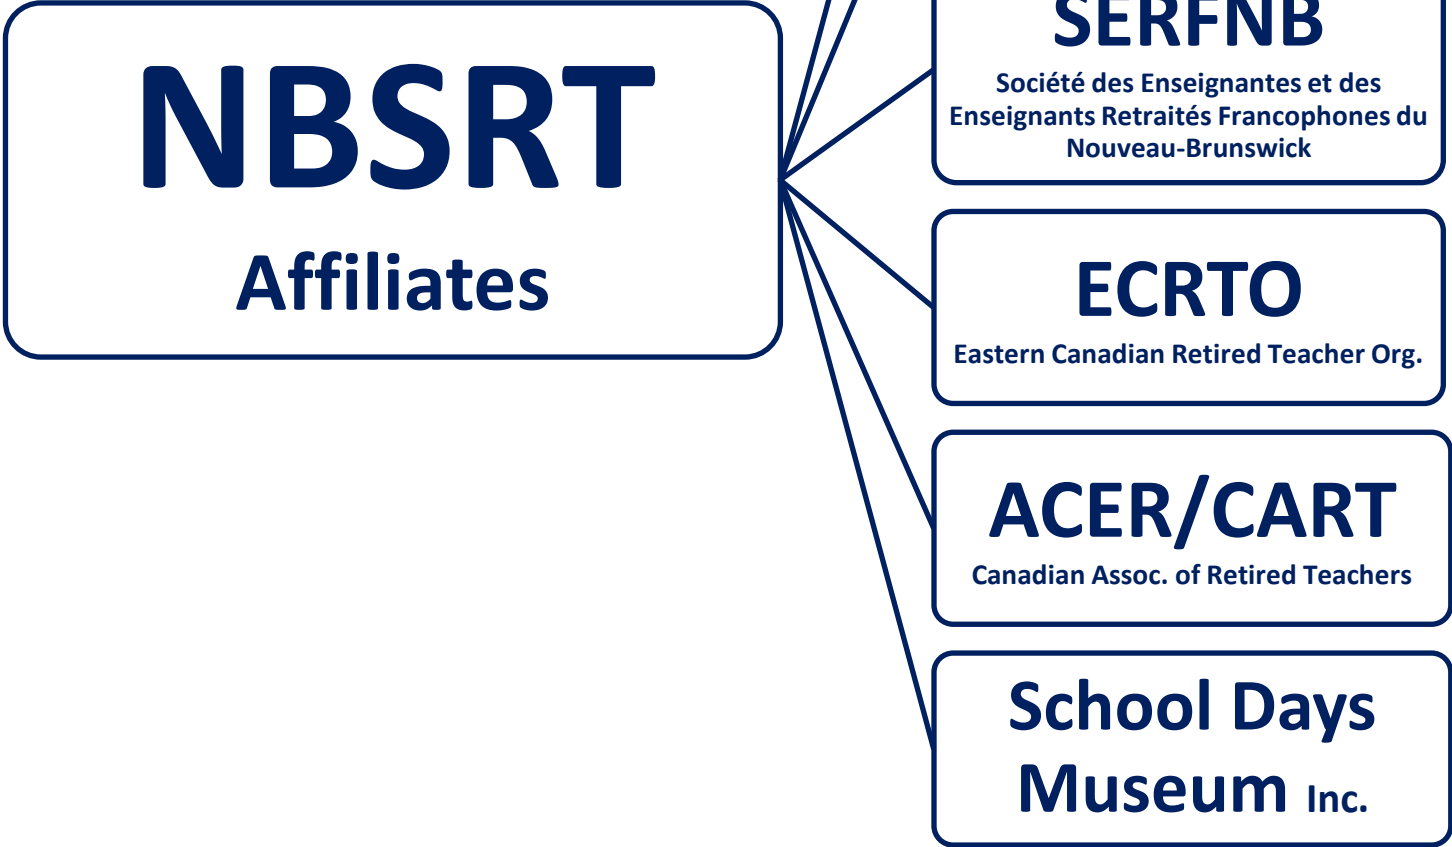 NBSRT
Affiliates
SERFNB
Société des Enseignantes et des
Enseignants Retraités Francophones du
Nouveau-Brunswick
ECRTO
Eastern Canadian Retired Teacher Org.
ACER/CART
Canadian Assoc. of Retired Teachers
School Days
Museum Inc.